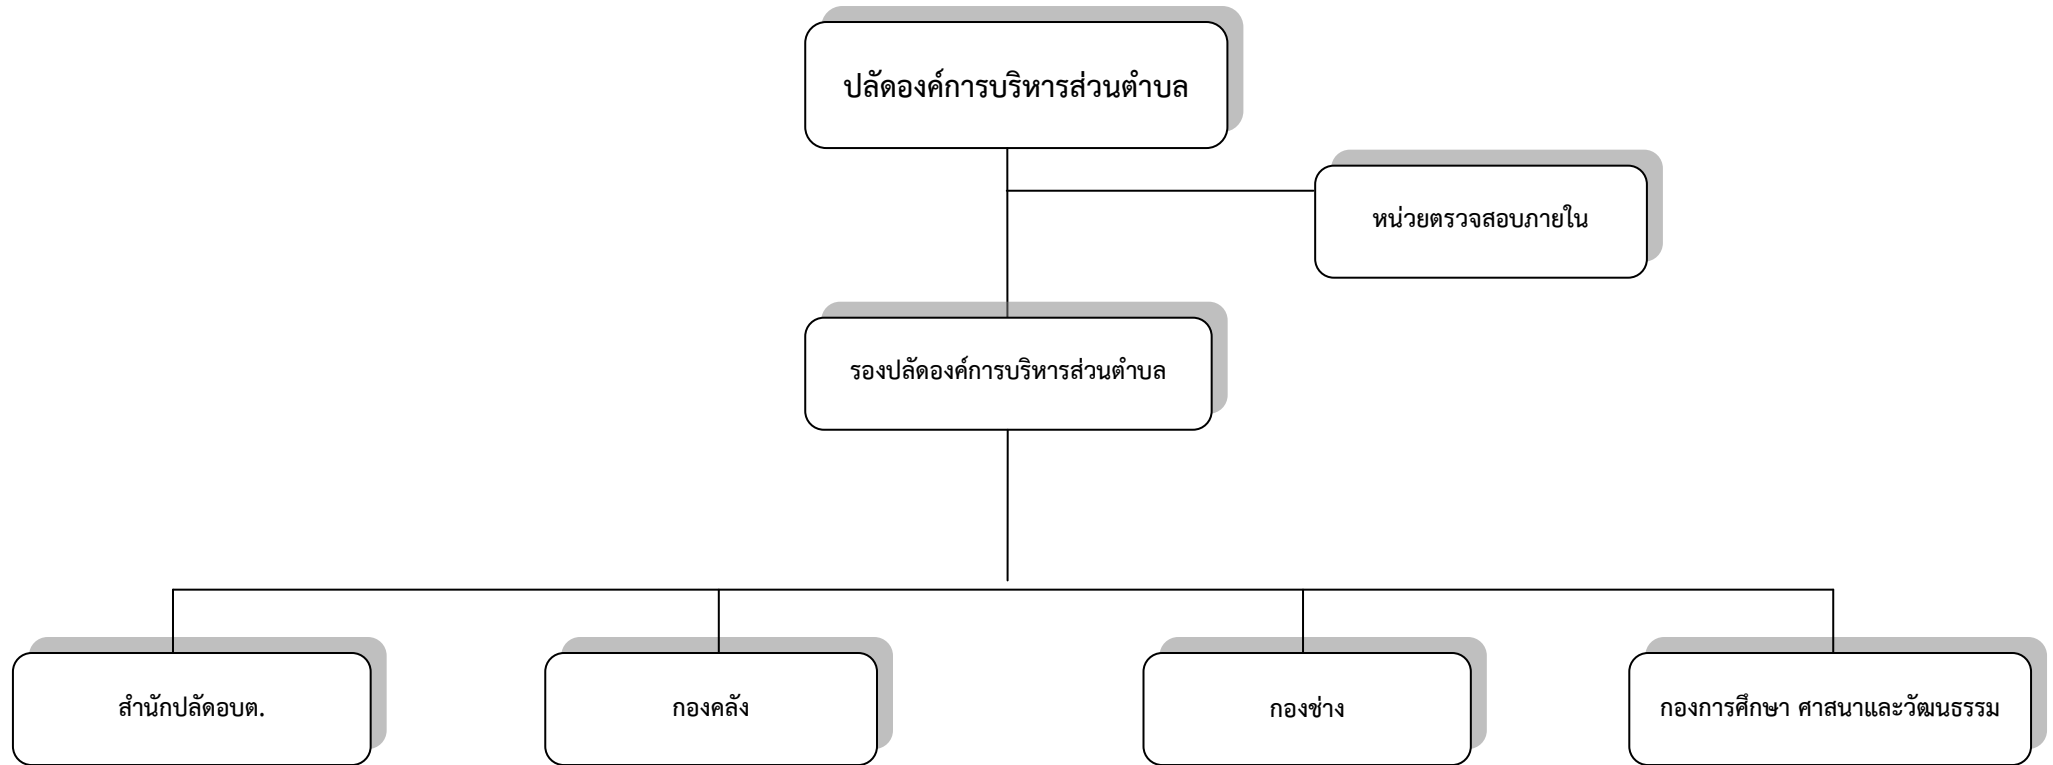 ปลัดองค์การบริหารส่วนตำบล
หน่วยตรวจสอบภายใน
รองปลัดองค์การบริหารส่วนตำบล
สำนักปลัดอบต.
กองคลัง
กองช่าง
กองการศึกษา ศาสนาและวัฒนธรรม